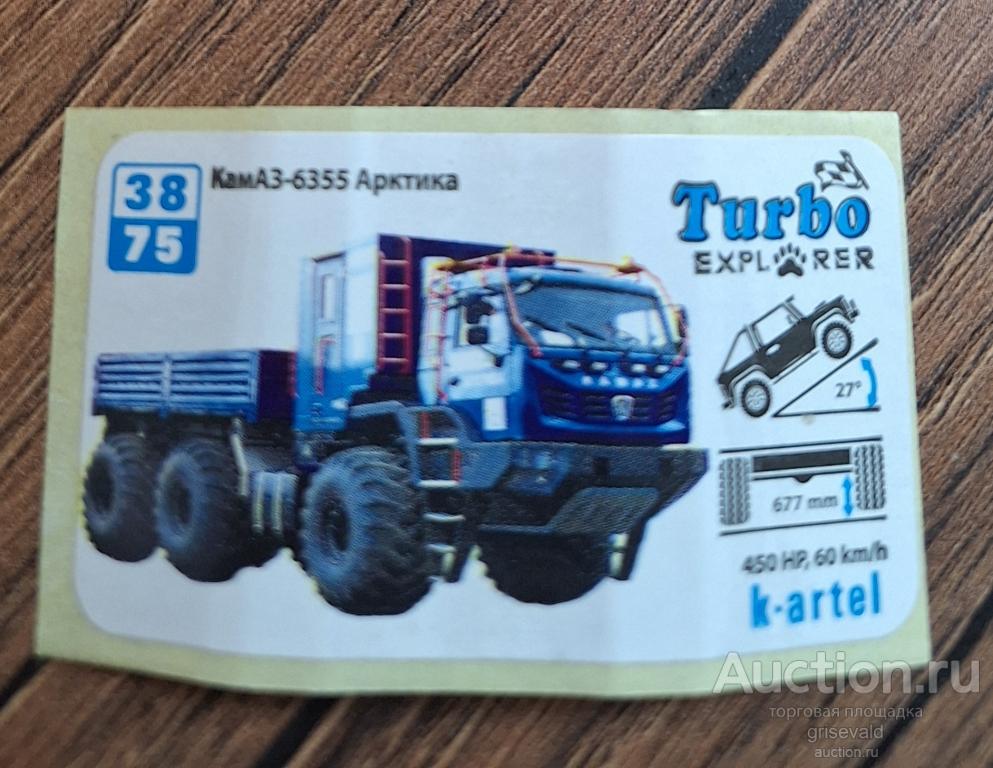 38
75
КамАЗ-6355 Арктика
Turbo
EXPLORER
KAMAZ
27°
677 mm
450 HP, 60 km/h
k-artel
Auction.ru
торговая площадка
grisevald
auction.ru